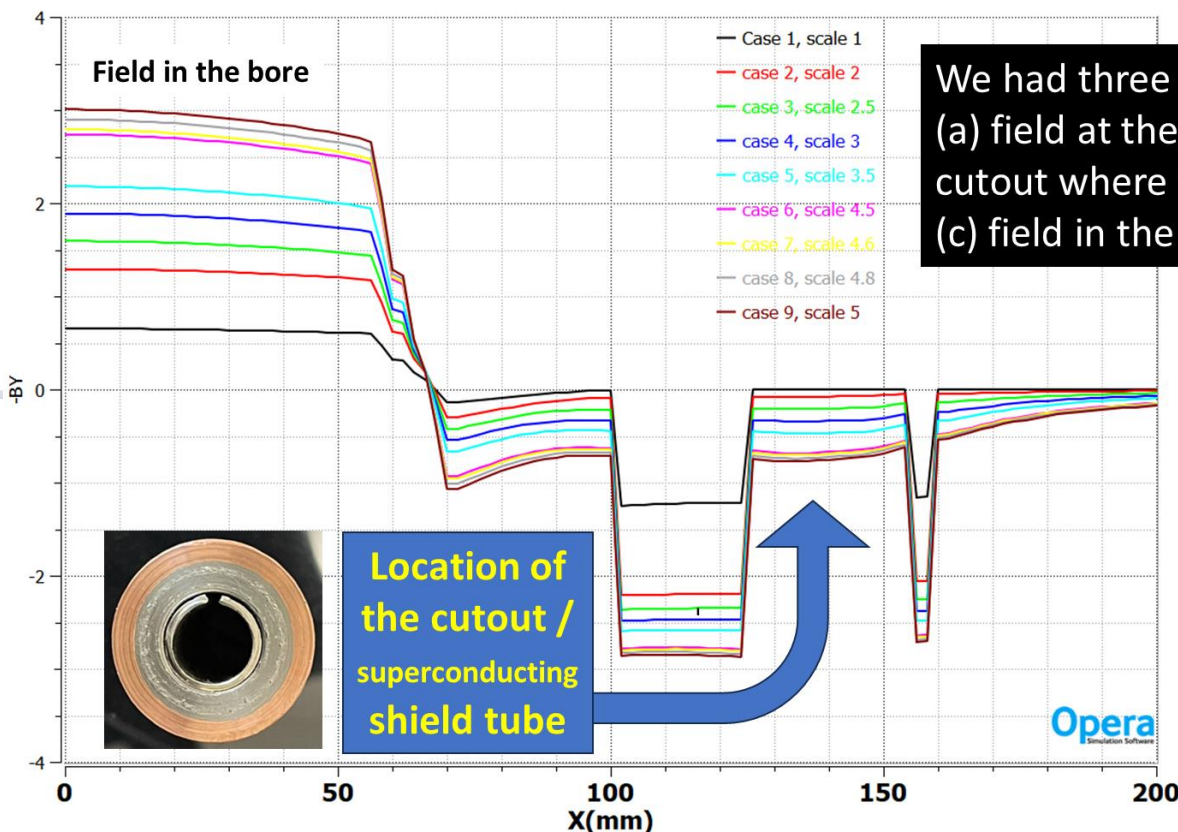 4
Field in the bore
Case 1, scale 1
case 2, scale 2
case 3, scale 2.5
case 4, scale 3
case 5, scale 3.5
case 6, scale 4.5
case 7, scale 4.6
case 8, scale 4.8
case 9, scale 5
We had three
(a) field at the
cutout where
(c) field in the
2
0
-BY
-2
-4
Location of
the cutout /
superconducting
shield tube
Opera
Simulation Software
0
50
100
150
200
X(mm)